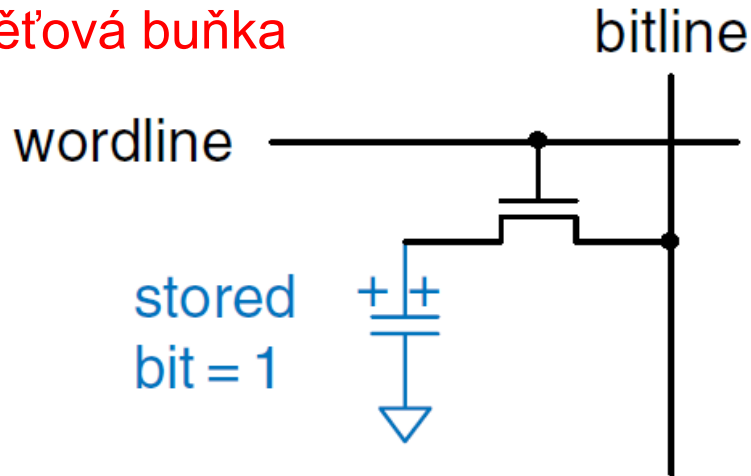 ěťová buňka
bitline
wordline
+ +
stored
bit = 1